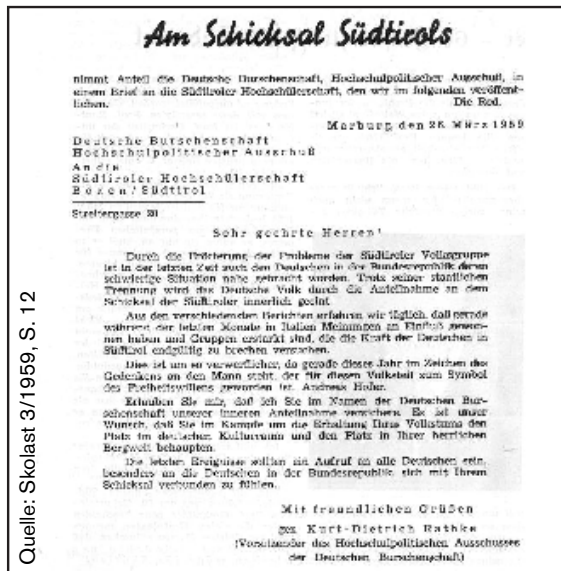 Am Schicksal Südtirols
nimmt Anteil die Deutsche Burschenschaft, Hochschulpolitischer Ausschuß, in
einem Brief an die Südtiroler Hochschülerschaft, den wir im folgenden veröffent-
lichen. Die Red.
Marburg, den 26. März 1959
Deutsche Burschenschaft
Hochschulpolitischer Ausschuß
An die
Südtiroler Hochschülerschaft
Bozen / Südtirol
Streitergasse 20
Sehr geehrte Herren!
Durch die Erörterung der Probleme der Südtiroler Volksgruppe
ist in der letzten Zeit auch den Deutschen in der Bundesrepublik deren
schwierige Situation nahe gebracht worden. Trotz seiner staatlichen
Trennung wird das Deutsche Volk durch die Anteilnahme an dem
Schicksal der Südtiroler innerlich geeint.
Aus den verschiedensten Berichten erfahren wir täglich, daß gerade
während der letzten Monate in Italien Meinungen an Einfluß gewon-
nen haben und Gruppen erstarkt sind, die die Kraft der Deutschen in
Südtirol endgültig zu brechen versuchen.
Dies ist um so verwerflicher, da gerade dieses Jahr im Zeichen des
Gedenkens an den Mann steht, der für diesen Volksteil zum Symbol
des Freiheitswillens geworden ist. Andreas Hofer.
Erlauben Sie mir, daß ich Sie im Namen der Deutschen Bur-
schenschaft unserer inneren Anteilnahme versichere. Es ist unser
Wunsch, daß Sie im Kampfe um die Erhaltung Ihres Volkstums den
Platz im deutschen Kulturraum und den Platz in Ihrer herrlichen
Bergwelt behaupten.
Die letzten Ereignisse sollten ein Aufruf an alle Deutschen sein,
besonders an die Deutschen in der Bundesrepublik, sich mit Ihrem
Schicksal verbunden zu fühlen.
Mit freundlichen Grüßen
gez. Kurt-Dietrich Rathke
(Vorsitzender des Hochschulpolitischen Ausschusses
der Deutschen Burschenschaft)
Quelle: Skolast 3/1959, S. 12